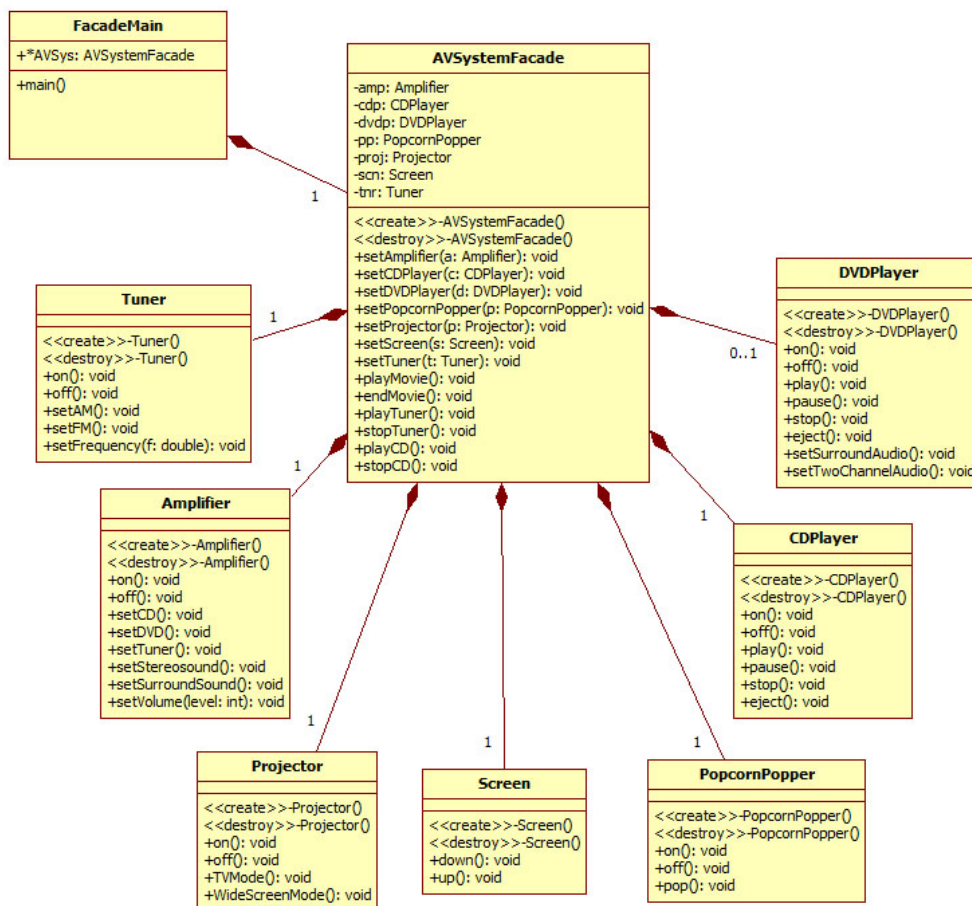 FacadeMain
+*AVSys: AVSystemFacade
+main()
1
AVSystemFacade
-amp: Amplifier
-cdp: CDPlayer
-dvdp: DVDPlayer
-pp: PopcornPopper
-proj: Projector
-scn: Screen
-tnr: Tuner
<<create>>-AVSystemFacade()
<<destroy>>-AVSystemFacade()
+setAmplifier(a: Amplifier): void
+setCDPlayer(c: CDPlayer): void
+setDVDPlayer(d: DVDPlayer): void
+setPopcornPopper(p: PopcornPopper): void
+setProjector(p: Projector): void
+setScreen(s: Screen): void
+setTuner(t: Tuner): void
+playMovie(): void
+endMovie(): void
+playTuner(): void
+stopTuner(): void
+playCD(): void
+stopCD(): void
Tuner
<<create>>-Tuner()
<<destroy>>-Tuner()
+on(): void
+off(): void
+setAM(): void
+setFM(): void
+setFrequency(f: double): void
1
DVDPlayer
<<create>>-DVDPlayer()
<<destroy>>-DVDPlayer()
+on(): void
+off(): void
+play(): void
+pause(): void
+stop(): void
+eject(): void
+setSurroundAudio(): void
+setTwoChannelAudio(): void
0..1
Amplifier
<<create>>-Amplifier()
<<destroy>>-Amplifier()
+on(): void
+off(): void
+setCD(): void
+setDVD(): void
+setTuner(): void
+setStereosound(): void
+setSurroundSound(): void
+setVolume(level: int): void
1
CDPlayer
<<create>>-CDPlayer()
<<destroy>>-CDPlayer()
+on(): void
+off(): void
+play(): void
+pause(): void
+stop(): void
+eject(): void
1
Projector
<<create>>-Projector()
<<destroy>>-Projector()
+on(): void
+off(): void
+TVMode(): void
+WideScreenMode(): void
1
Screen
<<create>>-Screen()
<<destroy>>-Screen()
+down(): void
+up(): void
1
PopcornPopper
<<create>>-PopcornPopper()
<<destroy>>-PopcornPopper()
+on(): void
+off(): void
+pop(): void
1